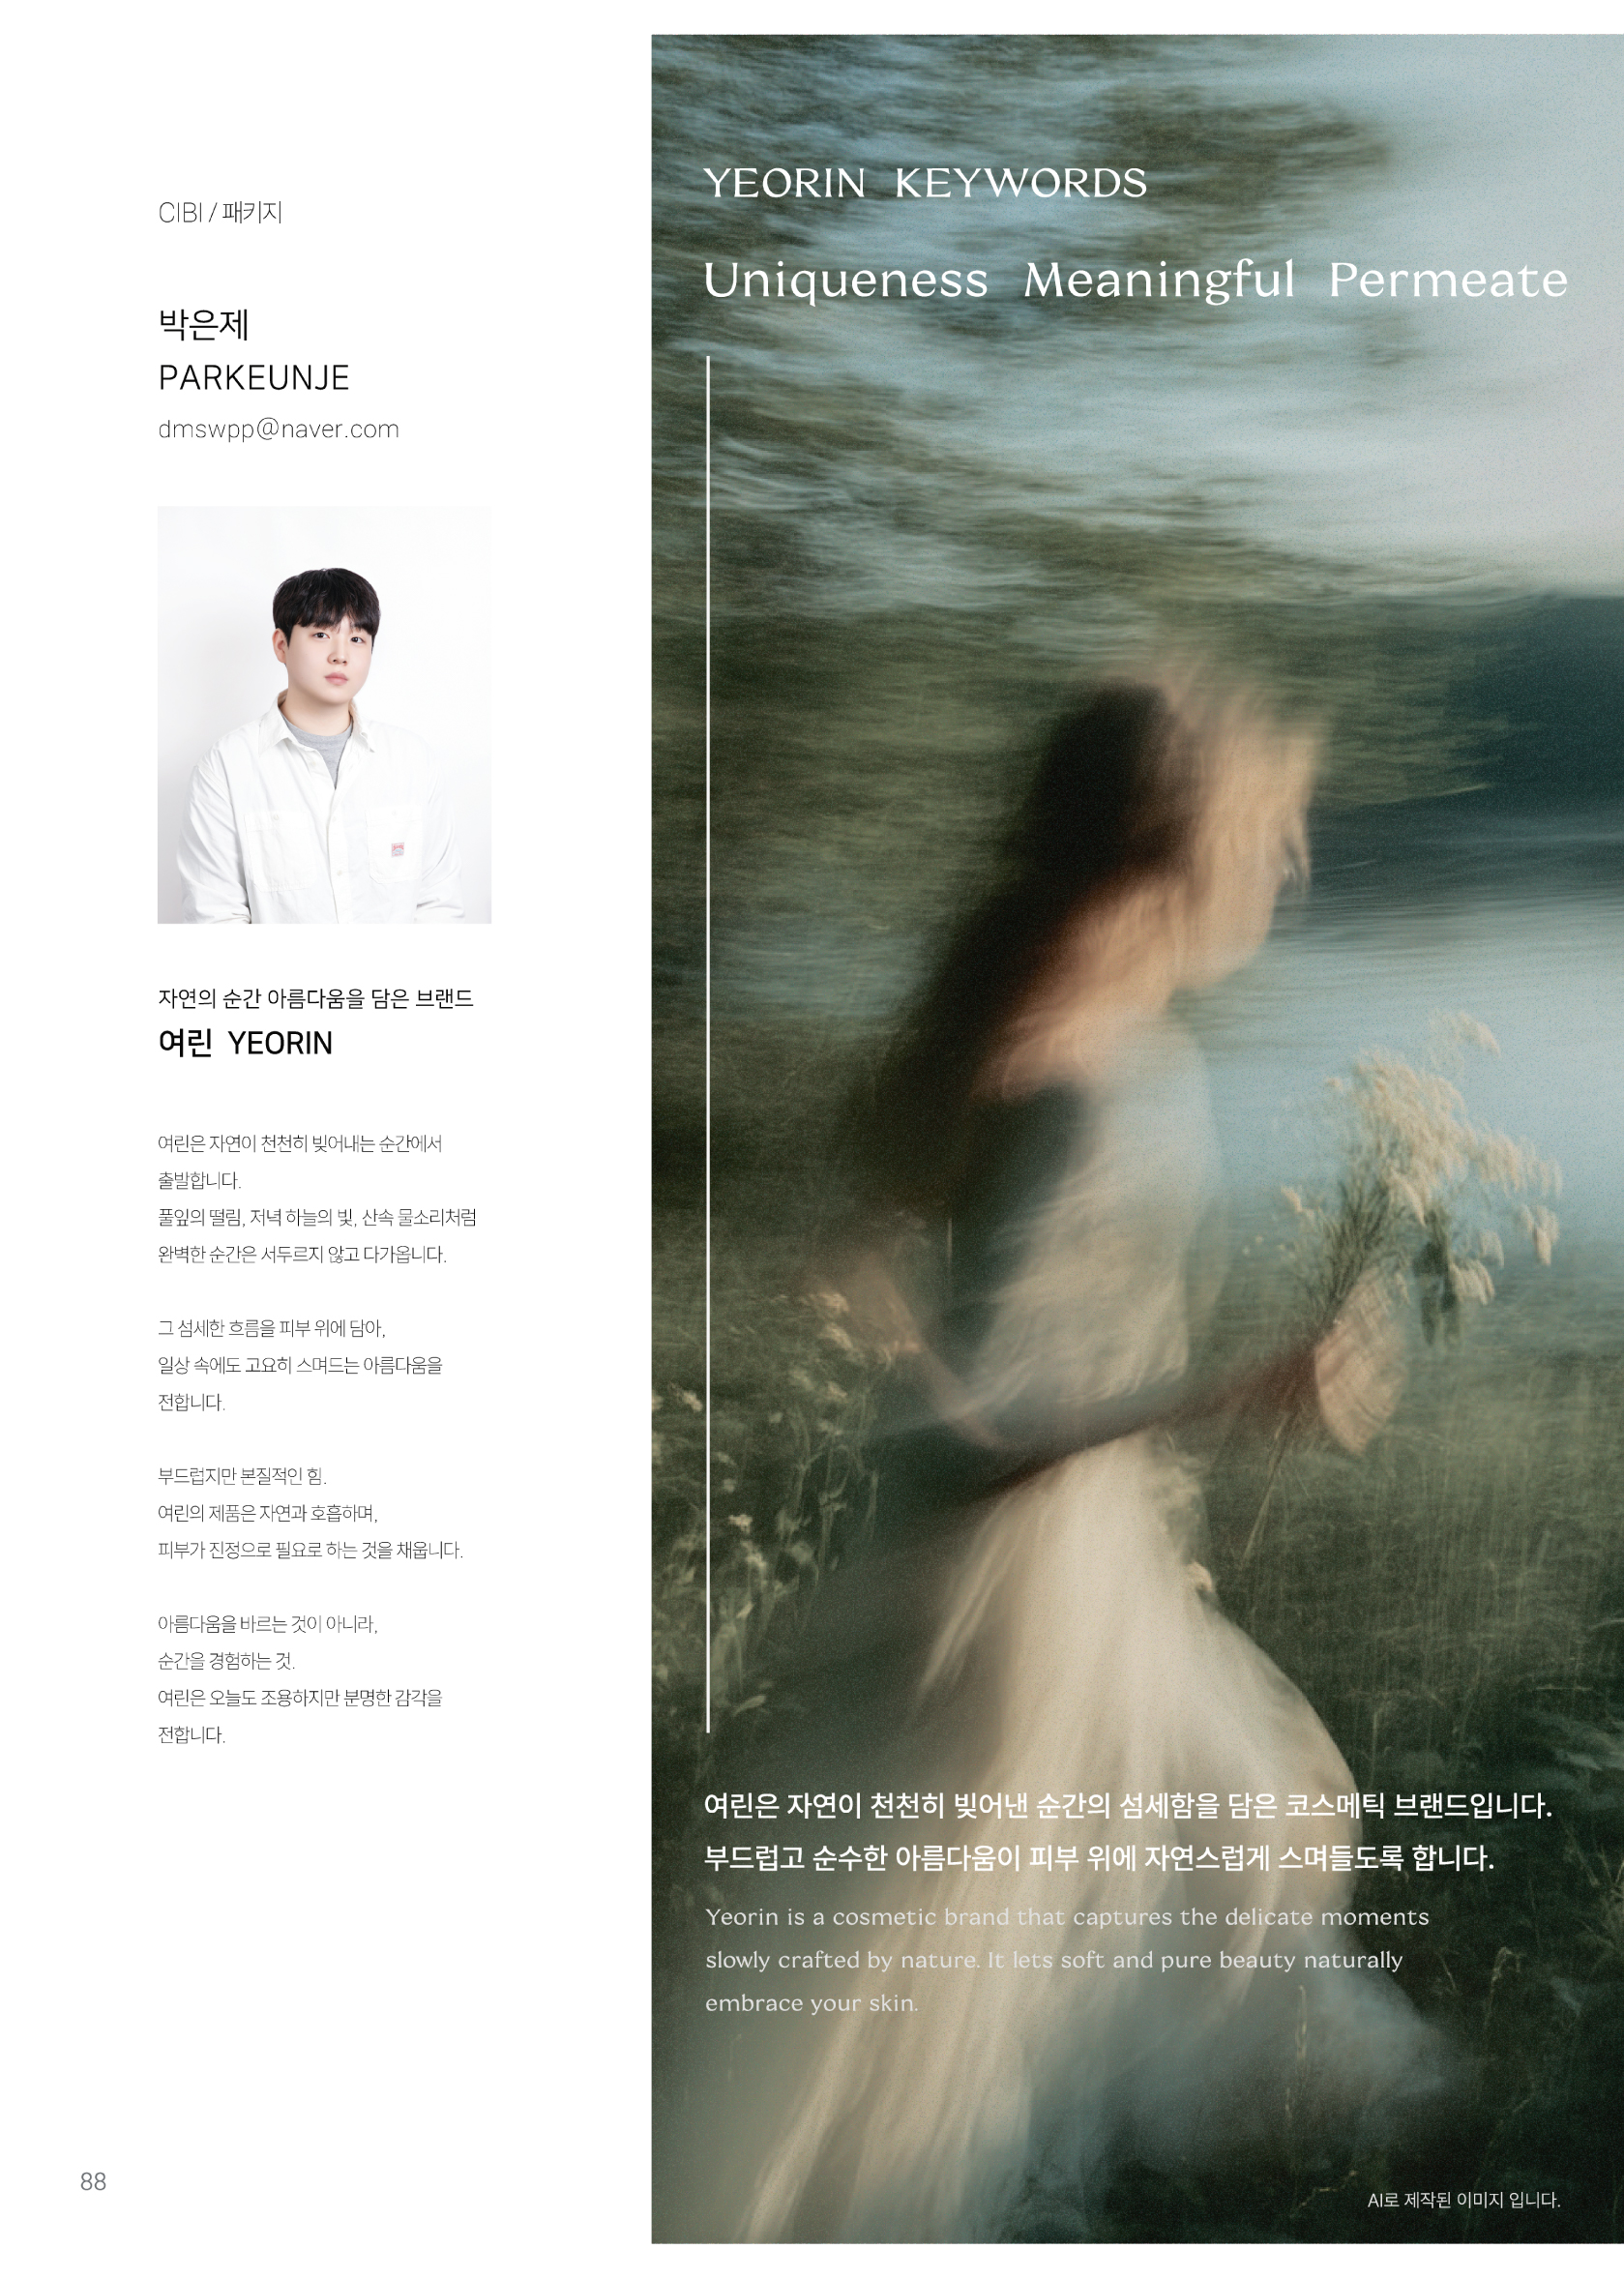 CIBI / 패키지
박은제
PARKEUNJE
dmswpp@naver.com
자연의 순간 아름다움을 담은 브랜드
여린 YEORIN
여린은 자연이 천천히 빚어내는 순간에서
출발합니다.
풀잎의 떨림, 저녁 하늘의 빛, 산속 물소리처럼
완벽한 순간은 서두르지 않고 다가옵니다.
그 섬세한 흐름을 피부 위에 담아,
일상 속에도 고요히 스며드는 아름다움을
전합니다.
부드럽지만 본질적인 힘.
여린의 제품은 자연과 호흡하며,
피부가 진정으로 필요로 하는 것을 채웁니다.
아름다움을 바르는 것이 아니라,
순간을 경험하는 것.
여린은 오늘도 조용하지만 분명한 감각을
전합니다.
88
YEORIN KEYWORDS
Uniqueness Meaningful Permeate
여린은 자연이 천천히 빚어낸 순간의 섬세함을 담은 코스메틱 브랜드입니다.
부드럽고 순수한 아름다움이 피부 위에 자연스럽게 스며들도록 합니다.
Yeorin is a cosmetic brand that captures the delicate moments
slowly crafted by nature. It lets soft and pure beauty naturally
embrace your skin.
AI로 제작된 이미지 입니다.